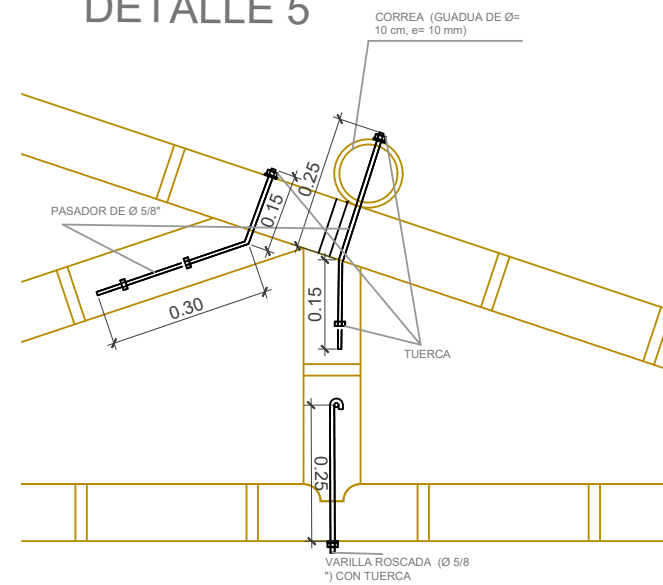 DETALLE 5
CORREA (GUADUA DE Ø=
10 cm, e= 10 mm)
0.25
0.15
PASADOR DE Ø 5/8"
0.30
0.15
TUERCA
0.25
VARILLA ROSCADA (Ø 5/8
") CON TUERCA